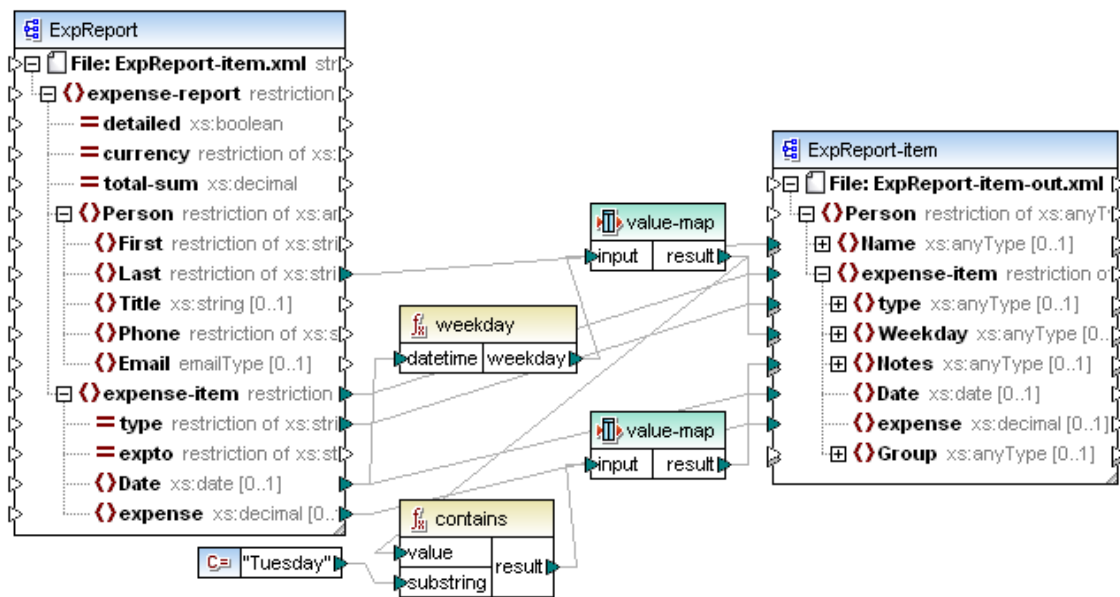 ExpReport
File: ExpReport-item.xml str
expense-report restriction
detailed xs:boolean
currency restriction of xs:
total-sum xs:decimal
Person restriction of xs:an
First restriction of xs:stri
Last restriction of xs:stri
Title xs:string [0..1]
Phone restriction of xs:s
Email emailType [0..1]
expense-item restriction
type restriction of xs:stri
expto restriction of xs:st
Date xs:date [0..1]
expense xs:decimal [0..
C= "Tuesday"
weekday
datetime weekday
contains
value
result
substring
value-map
input result
value-map
input result
ExpReport-item
File: ExpReport-item-out.xml
Person restriction of xs:anyTy
Name xs:anyType [0..1]
expense-item restriction of
type xs:anyType [0..1]
Weekday xs:anyType [0..
Notes xs:anyType [0..1]
Date xs:date [0..1]
expense xs:decimal [0..1]
Group xs:anyType [0..1]